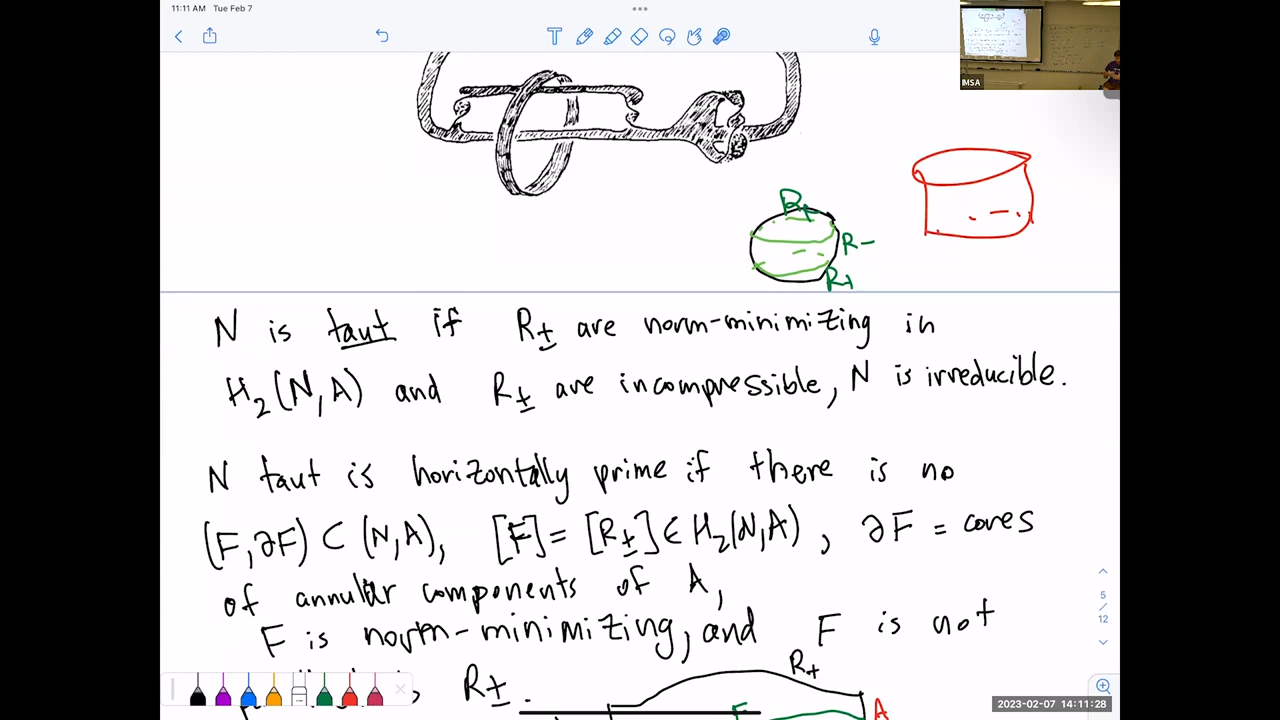 11:11 AM Tue Feb 7
IMSA
R+
R-
R+
N is taut if R± are norm-minimizing in
H₂(N,A) and R± are incompressible, N is irreducible.
N taut is horizontally prime if there is no
(F,∂F) ⊂ (N,A), [F] = [R±] ∈ H₂(N,A), ∂F = cores
of annular components of A,
F is norm-minimizing, and F is not
R±.
R+
F
A
5
/
12
2023-02-07 14:11:28